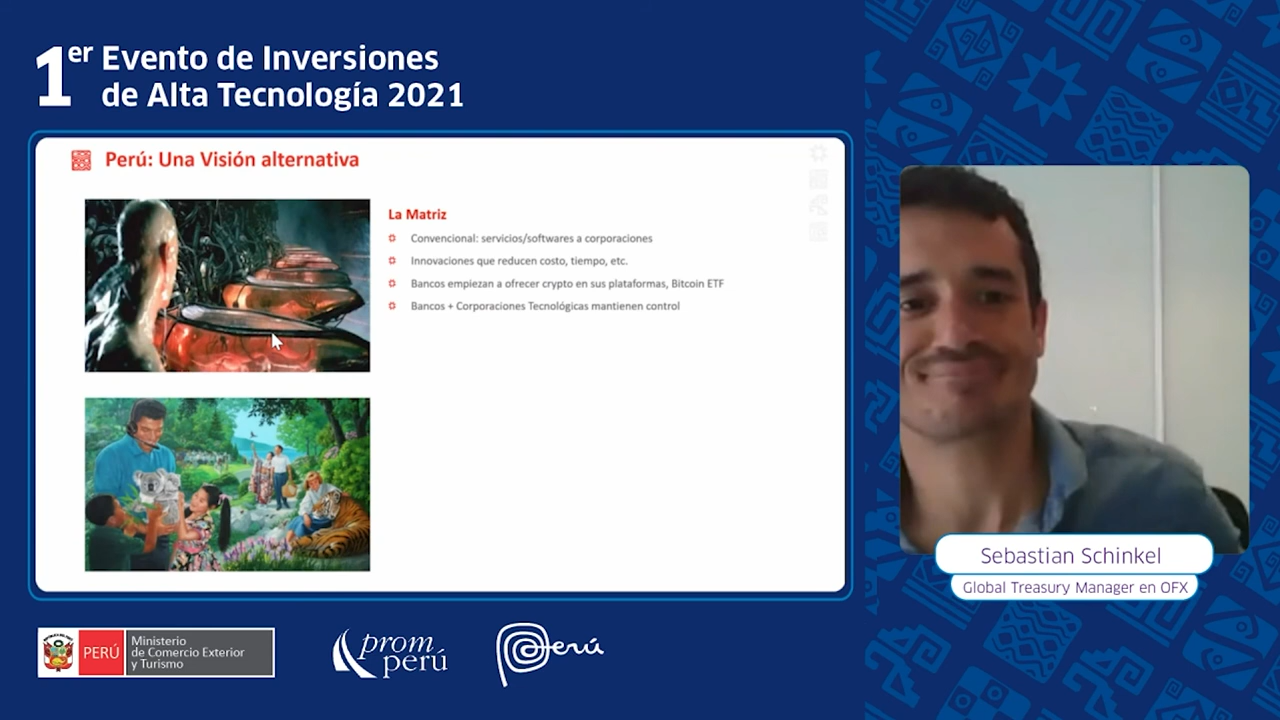 1er Evento de Inversiones
de Alta Tecnología 2021
Perú: Una Visión alternativa
La Matriz
Convencional: servicios/softwares a corporaciones
Innovaciones que reducen costo, tiempo, etc.
Bancos empiezan a ofrecer crypto en sus plataformas, Bitcoin ETF
Bancos + Corporaciones Tecnológicas mantienen control
Sebastian Schinkel
Global Treasury Manager en OFX
PERÚ
Ministerio
de Comercio Exterior
y Turismo
prom
perú
Perú